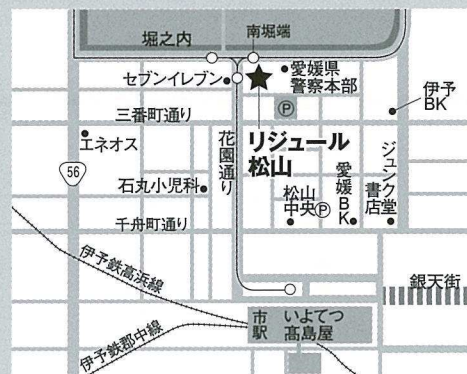 堀之内
南堀端
セブンイレブン
愛媛県
警察本部
伊予
BK
三番町通り
Ⓟ
エネオス
花園通り
リジュール
松山
56
石丸小児科
松山
中央Ⓟ
愛媛BK
ジュンク
書店堂
千舟町通り
伊予鉄高浜線
銀天街
市駅
いよてつ
髙島屋
伊予鉄郡中線